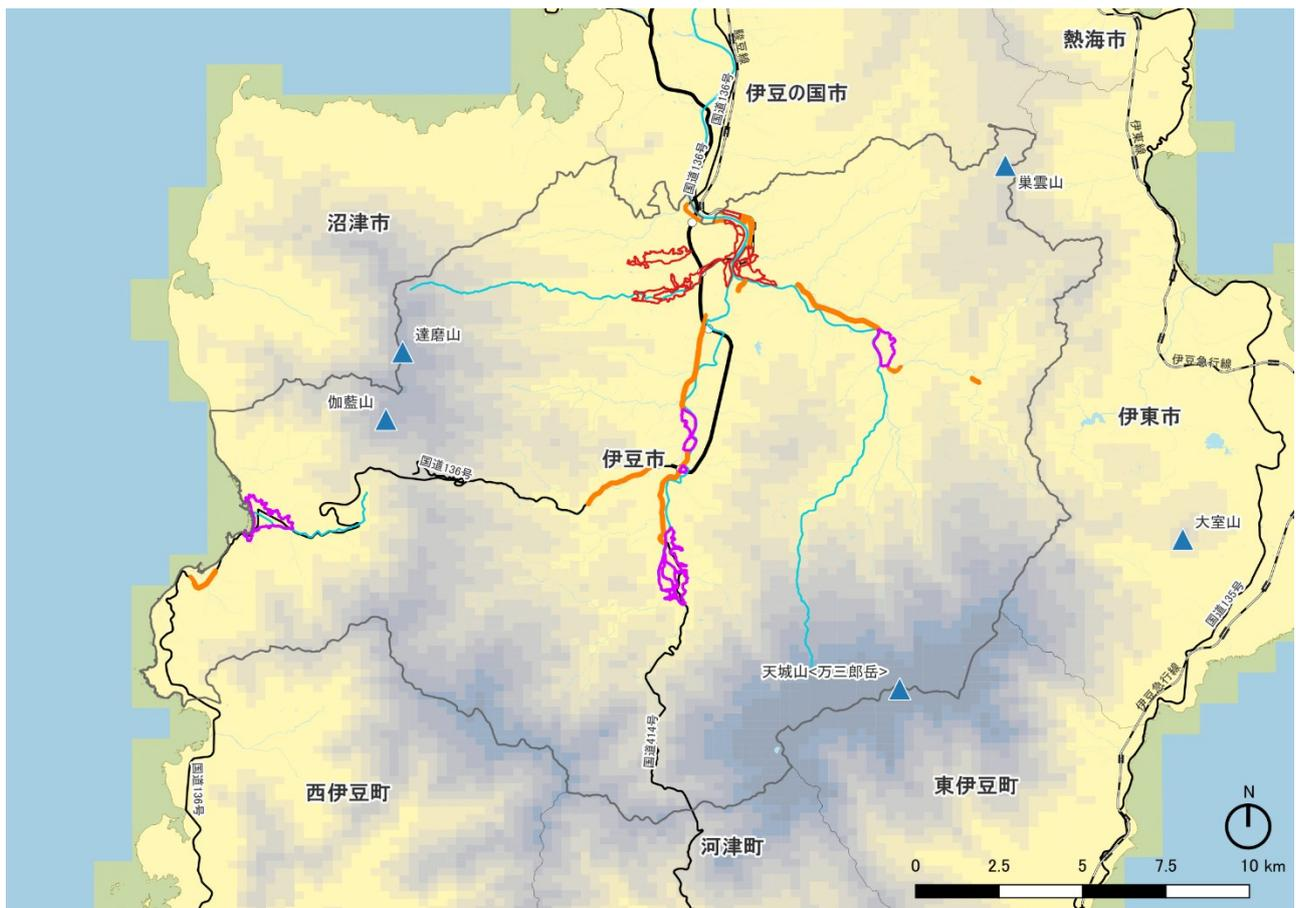 熱海市
駿豆線
伊豆の国市
国道136号
伊東線
国道136号
巣雲山
沼津市
達磨山
伊豆急行線
伽藍山
伊東市
伊豆市
国道136号
大室山
国道135号
天城山<万三郎岳>
伊豆急行線
国道414号
国道136号
西伊豆町
東伊豆町
N
河津町
0 2.5 5 7.5 10 km